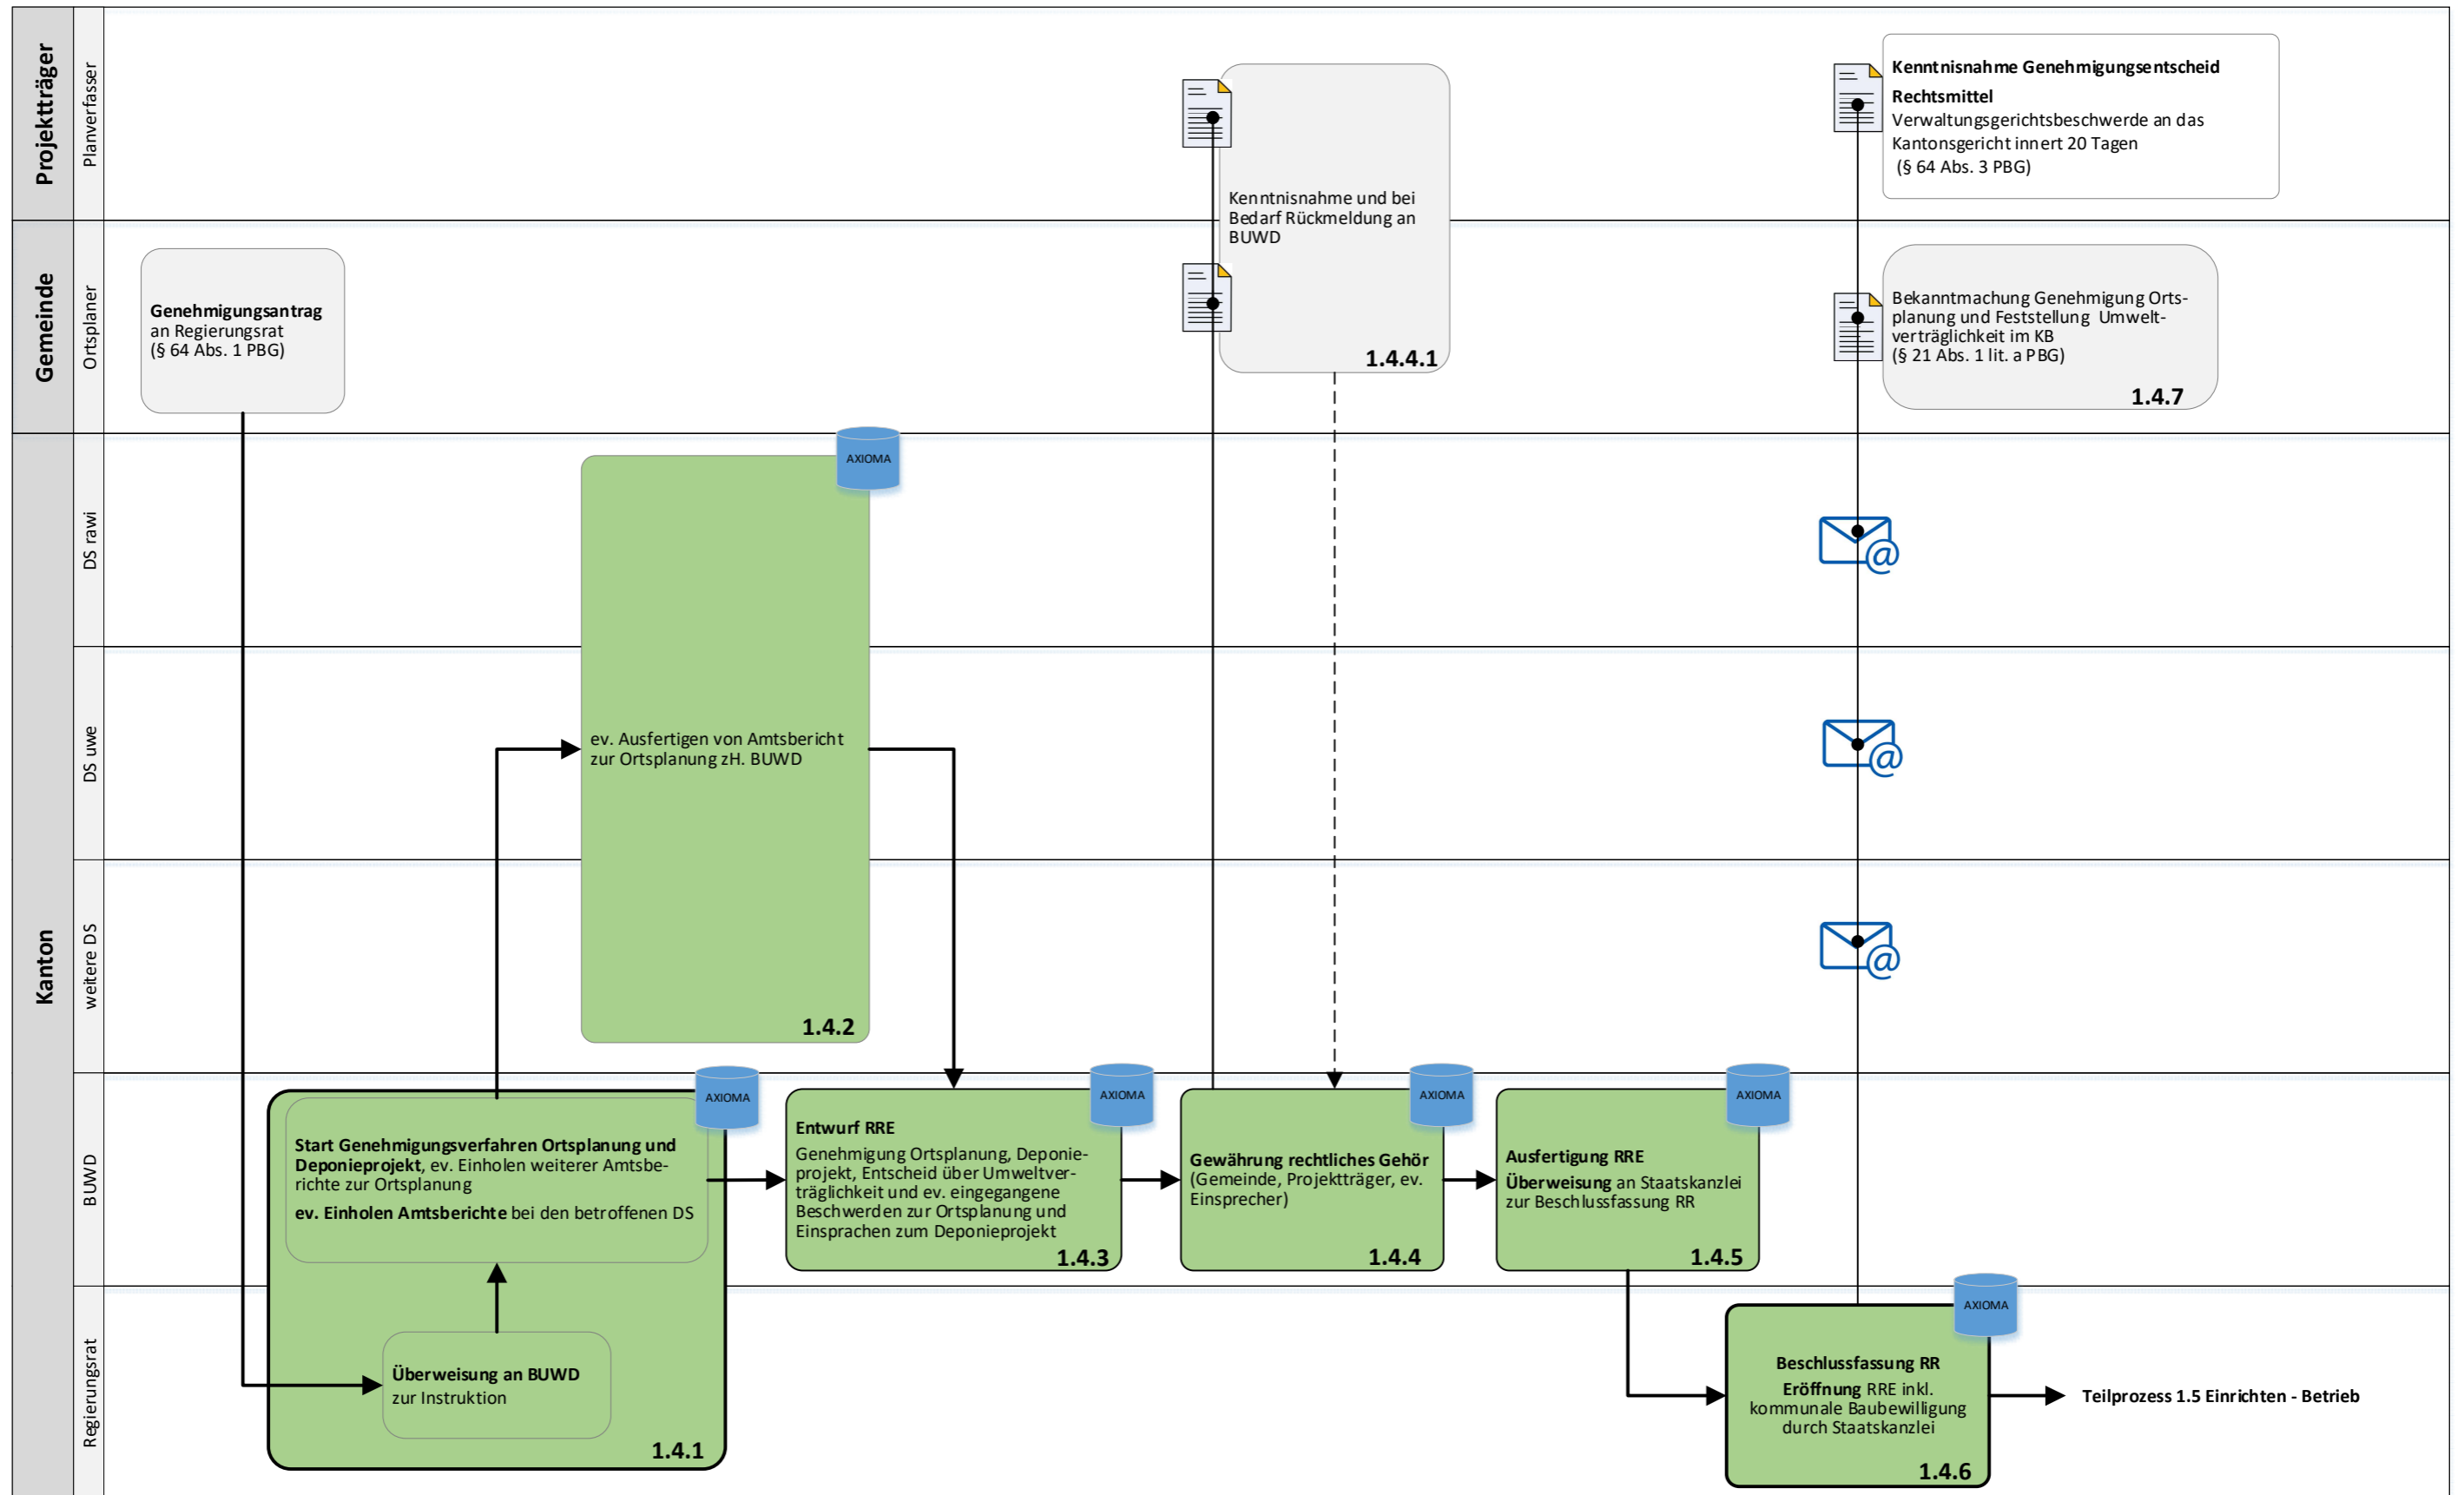 Projektträger
Planverfasser
Kenntnisnahme und bei
Bedarf Rückmeldung an
BUWD
1.4.4.1
Kenntnisnahme Genehmigungsentscheid
Rechtsmittel
Verwaltungsgerichtsbeschwerde an das
Kantonsgericht innert 20 Tagen
(§ 64 Abs. 3 PBG)
Gemeinde
Ortsplaner
Genehmigungsantrag
an Regierungsrat
(§ 64 Abs. 1 PBG)
Bekanntmachung Genehmigung Orts-
planung und Feststellung Umwelt-
verträglichkeit im KB
(§ 21 Abs. 1 lit. a PBG)
1.4.7
Kanton
DS rawi
AXIOMA
DS uwe
ev. Ausfertigen von Amtsbericht
zur Ortsplanung zH. BUWD
weitere DS
1.4.2
BUWD
AXIOMA
Start Genehmigungsverfahren Ortsplanung und
Deponieprojekt, ev. Einholen weiterer Amtsbe-
richte zur Ortsplanung
ev. Einholen Amtsberichte bei den betroffenen DS
AXIOMA
Entwurf RRE
Genehmigung Ortsplanung, Deponie-
projekt, Entscheid über Umweltver-
träglichkeit und ev. eingegangene
Beschwerden zur Ortsplanung und
Einsprachen zum Deponieprojekt
1.4.3
AXIOMA
Gewährung rechtliches Gehör
(Gemeinde, Projektträger, ev.
Einsprecher)
1.4.4
AXIOMA
Ausfertigung RRE
Überweisung an Staatskanzlei
zur Beschlussfassung RR
1.4.5
Regierungsrat
Überweisung an BUWD
zur Instruktion
1.4.1
AXIOMA
Beschlussfassung RR
Eröffnung RRE inkl.
kommunale Baubewilligung
durch Staatskanzlei
1.4.6
Teilprozess 1.5 Einrichten - Betrieb